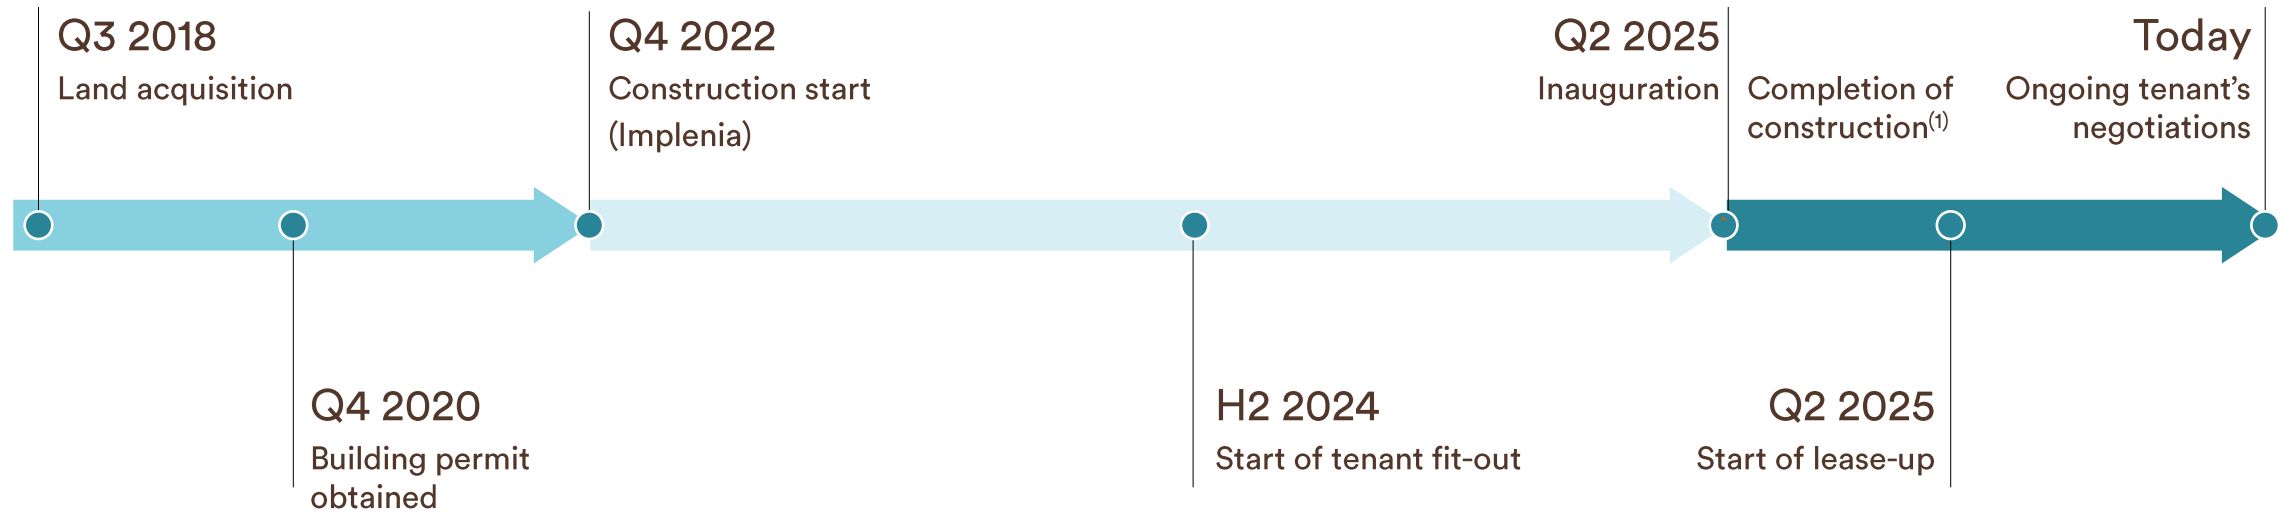 Q3 2018
Land acquisition
Q4 2022
Construction start
(Implenia)
Q2 2025
Inauguration
Completion of
construction(1)
Today
Ongoing tenant’s
negotiations
Q4 2020
Building permit
obtained
H2 2024
Start of tenant fit-out
Q2 2025
Start of lease-up